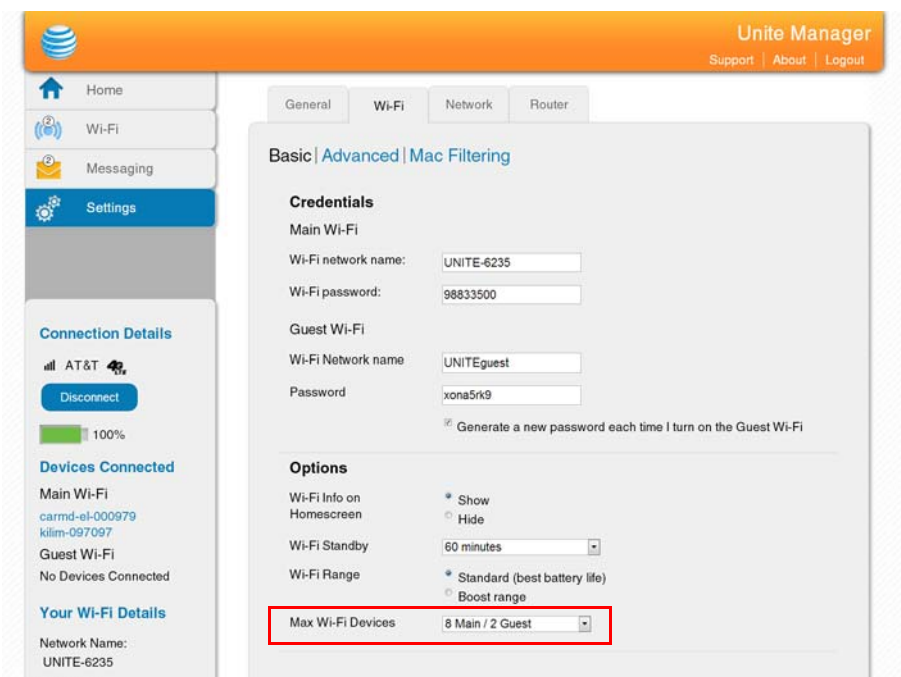 Unite Manager
Support | About | Logout
Home
2
Wi-Fi
2
Messaging
Settings
Connection Details
AT&T 4G LTE
Disconnect
100%
Devices Connected
Main Wi-Fi
carmd-el-000979
kilim-097097
Guest Wi-Fi
No Devices Connected
Your Wi-Fi Details
Network Name:
UNITE-6235
General Wi-Fi Network Router
Basic | Advanced | Mac Filtering
Credentials
Main Wi-Fi
Wi-Fi network name: UNITE-6235
Wi-Fi password: 98833500
Guest Wi-Fi
Wi-Fi Network name UNITEguest
Password xona5rk9
Generate a new password each time I turn on the Guest Wi-Fi
Options
Wi-Fi Info on
Homescreen
Show
Hide
Wi-Fi Standby 60 minutes
Wi-Fi Range Standard (best battery life)
Boost range
Max Wi-Fi Devices 8 Main / 2 Guest